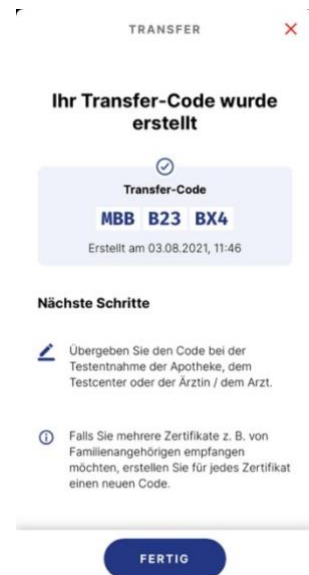 TRANSFER
Ihr Transfer-Code wurde
erstellt
Transfer-Code
MBB B23 BX4
Erstellt am 03.08.2021, 11:46
Nächste Schritte
Übergeben Sie den Code bei der
Testentnahme der Apotheke, dem
Testcenter oder der Ärztin / dem Arzt.
Falls Sie mehrere Zertifikate z. B. von
Familienangehörigen empfangen
möchten, erstellen Sie für jedes Zertifikat
einen neuen Code.
FERTIG